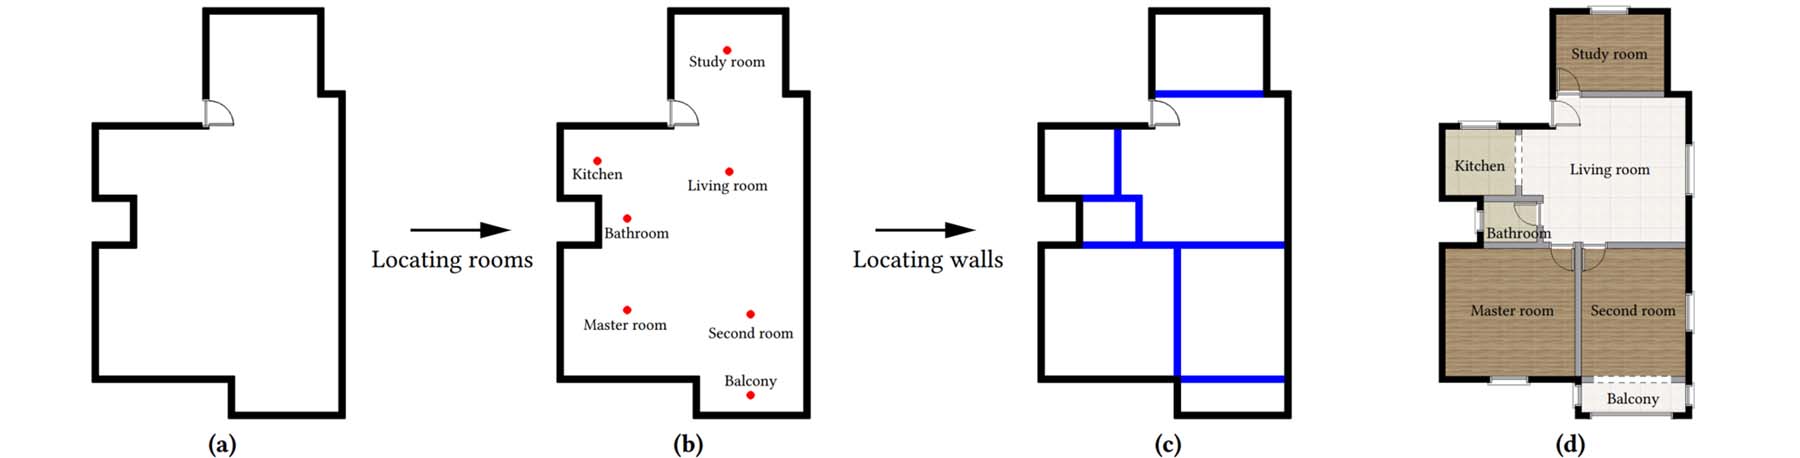 Study room
Kitchen
Living room
Bathroom
Master room
Second room
Balcony
Locating rooms
Locating walls
Study room
Kitchen
Living room
Bathroom
Master room
Second room
Balcony
(a)
(b)
(c)
(d)